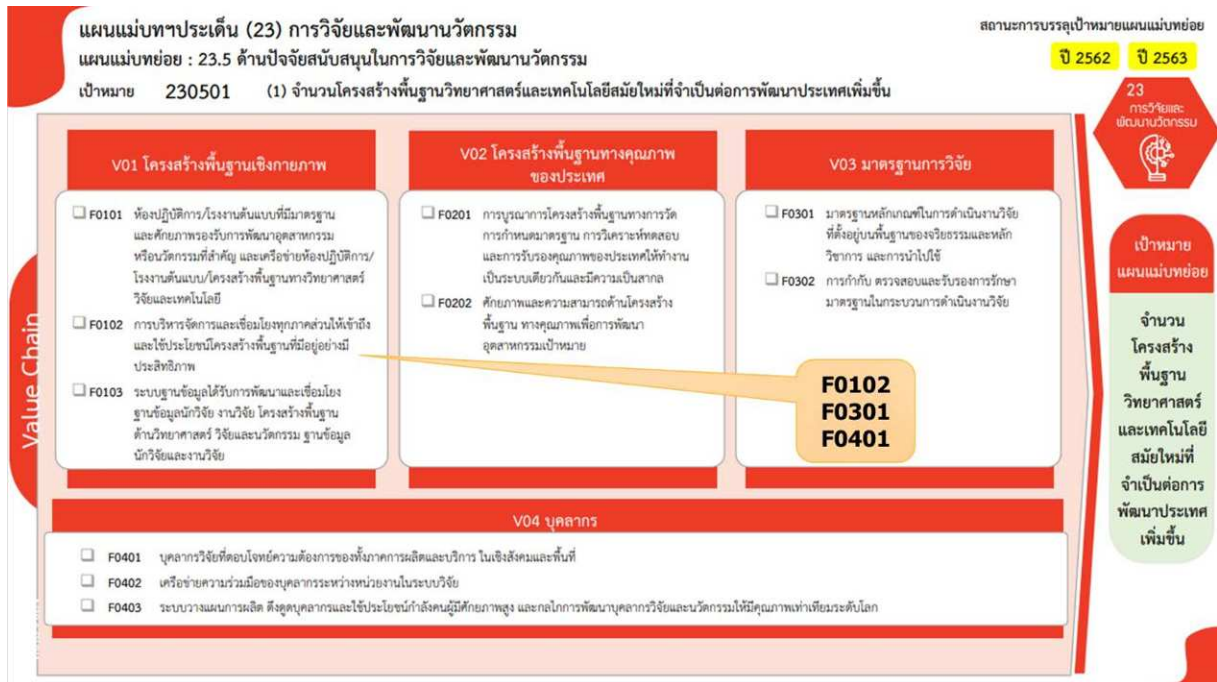 แผนแม่บทฯประเด็น (23) การวิจัยและพัฒนานวัตกรรม
แผนแม่บทย่อย : 23.5 ด้านปัจจัยสนับสนุนในการวิจัยและพัฒนานวัตกรรม
เป้าหมาย 230501 (1) จำนวนโครงสร้างพื้นฐานวิทยาศาสตร์และเทคโนโลยีสมัยใหม่ที่จำเป็นต่อการพัฒนาประเทศเพิ่มขึ้น
สถานะการบรรลุเป้าหมายแผนแม่บทย่อย
ปี 2562 ปี 2563
23
การวิจัยและ
พัฒนานวัตกรรม
Value Chain
V01 โครงสร้างพื้นฐานเชิงกายภาพ
F0101 ห้องปฏิบัติการ/โรงงานต้นแบบที่มีมาตรฐาน
และศักยภาพรองรับการพัฒนาอุตสาหกรรม
หรือนวัตกรรมที่สำคัญ และเครือข่ายห้องปฏิบัติการ/
โรงงานต้นแบบ/โครงสร้างพื้นฐานทางวิทยาศาสตร์
วิจัยและเทคโนโลยี
F0102 การบริหารจัดการและเชื่อมโยงทุกภาคส่วนให้เข้าถึง
และใช้ประโยชน์โครงสร้างพื้นฐานที่มีอยู่อย่างมี
ประสิทธิภาพ
F0103 ระบบฐานข้อมูลได้รับการพัฒนาและเชื่อมโยง
ฐานข้อมูลนักวิจัย งานวิจัย โครงสร้างพื้นฐาน
ด้านวิทยาศาสตร์ วิจัยและนวัตกรรม ฐานข้อมูล
นักวิจัยและงานวิจัย
V02 โครงสร้างพื้นฐานทางคุณภาพ
ของประเทศ
F0201 การบูรณาการโครงสร้างพื้นฐานทางการวัด
การกำหนดมาตรฐาน การวิเคราะห์ทดสอบ
และการรับรองคุณภาพของประเทศให้ทำงาน
เป็นระบบเดียวกันและมีความเป็นสากล
F0202 ศักยภาพและความสามารถด้านโครงสร้าง
พื้นฐาน ทางคุณภาพเพื่อการพัฒนา
อุตสาหกรรมเป้าหมาย
V03 มาตรฐานการวิจัย
F0301 มาตรฐานหลักเกณฑ์ในการดำเนินงานวิจัย
ที่ตั้งอยู่บนพื้นฐานของจริยธรรมและหลัก
วิชาการ และการนำไปใช้
F0302 การกำกับ ตรวจสอบและรับรองการรักษา
มาตรฐานในกระบวนการดำเนินงานวิจัย
F0102
F0301
F0401
V04 บุคลากร
F0401 บุคลากรวิจัยที่ตอบโจทย์ความต้องการของทั้งภาคการผลิตและบริการ ในเชิงสังคมและพื้นที่
F0402 เครือข่ายความร่วมมือของบุคลากรระหว่างหน่วยงานในระบบวิจัย
F0403 ระบบวางแผนการผลิต ดึงดูดบุคลากรและใช้ประโยชน์กำลังคนผู้มีศักยภาพสูง และกลไกการพัฒนาบุคลากรวิจัยและนวัตกรรมให้มีคุณภาพเท่าเทียมระดับโลก
เป้าหมาย
แผนแม่บทย่อย
จำนวน
โครงสร้าง
พื้นฐาน
วิทยาศาสตร์
และเทคโนโลยี
สมัยใหม่ที่
จำเป็นต่อการ
พัฒนาประเทศ
เพิ่มขึ้น